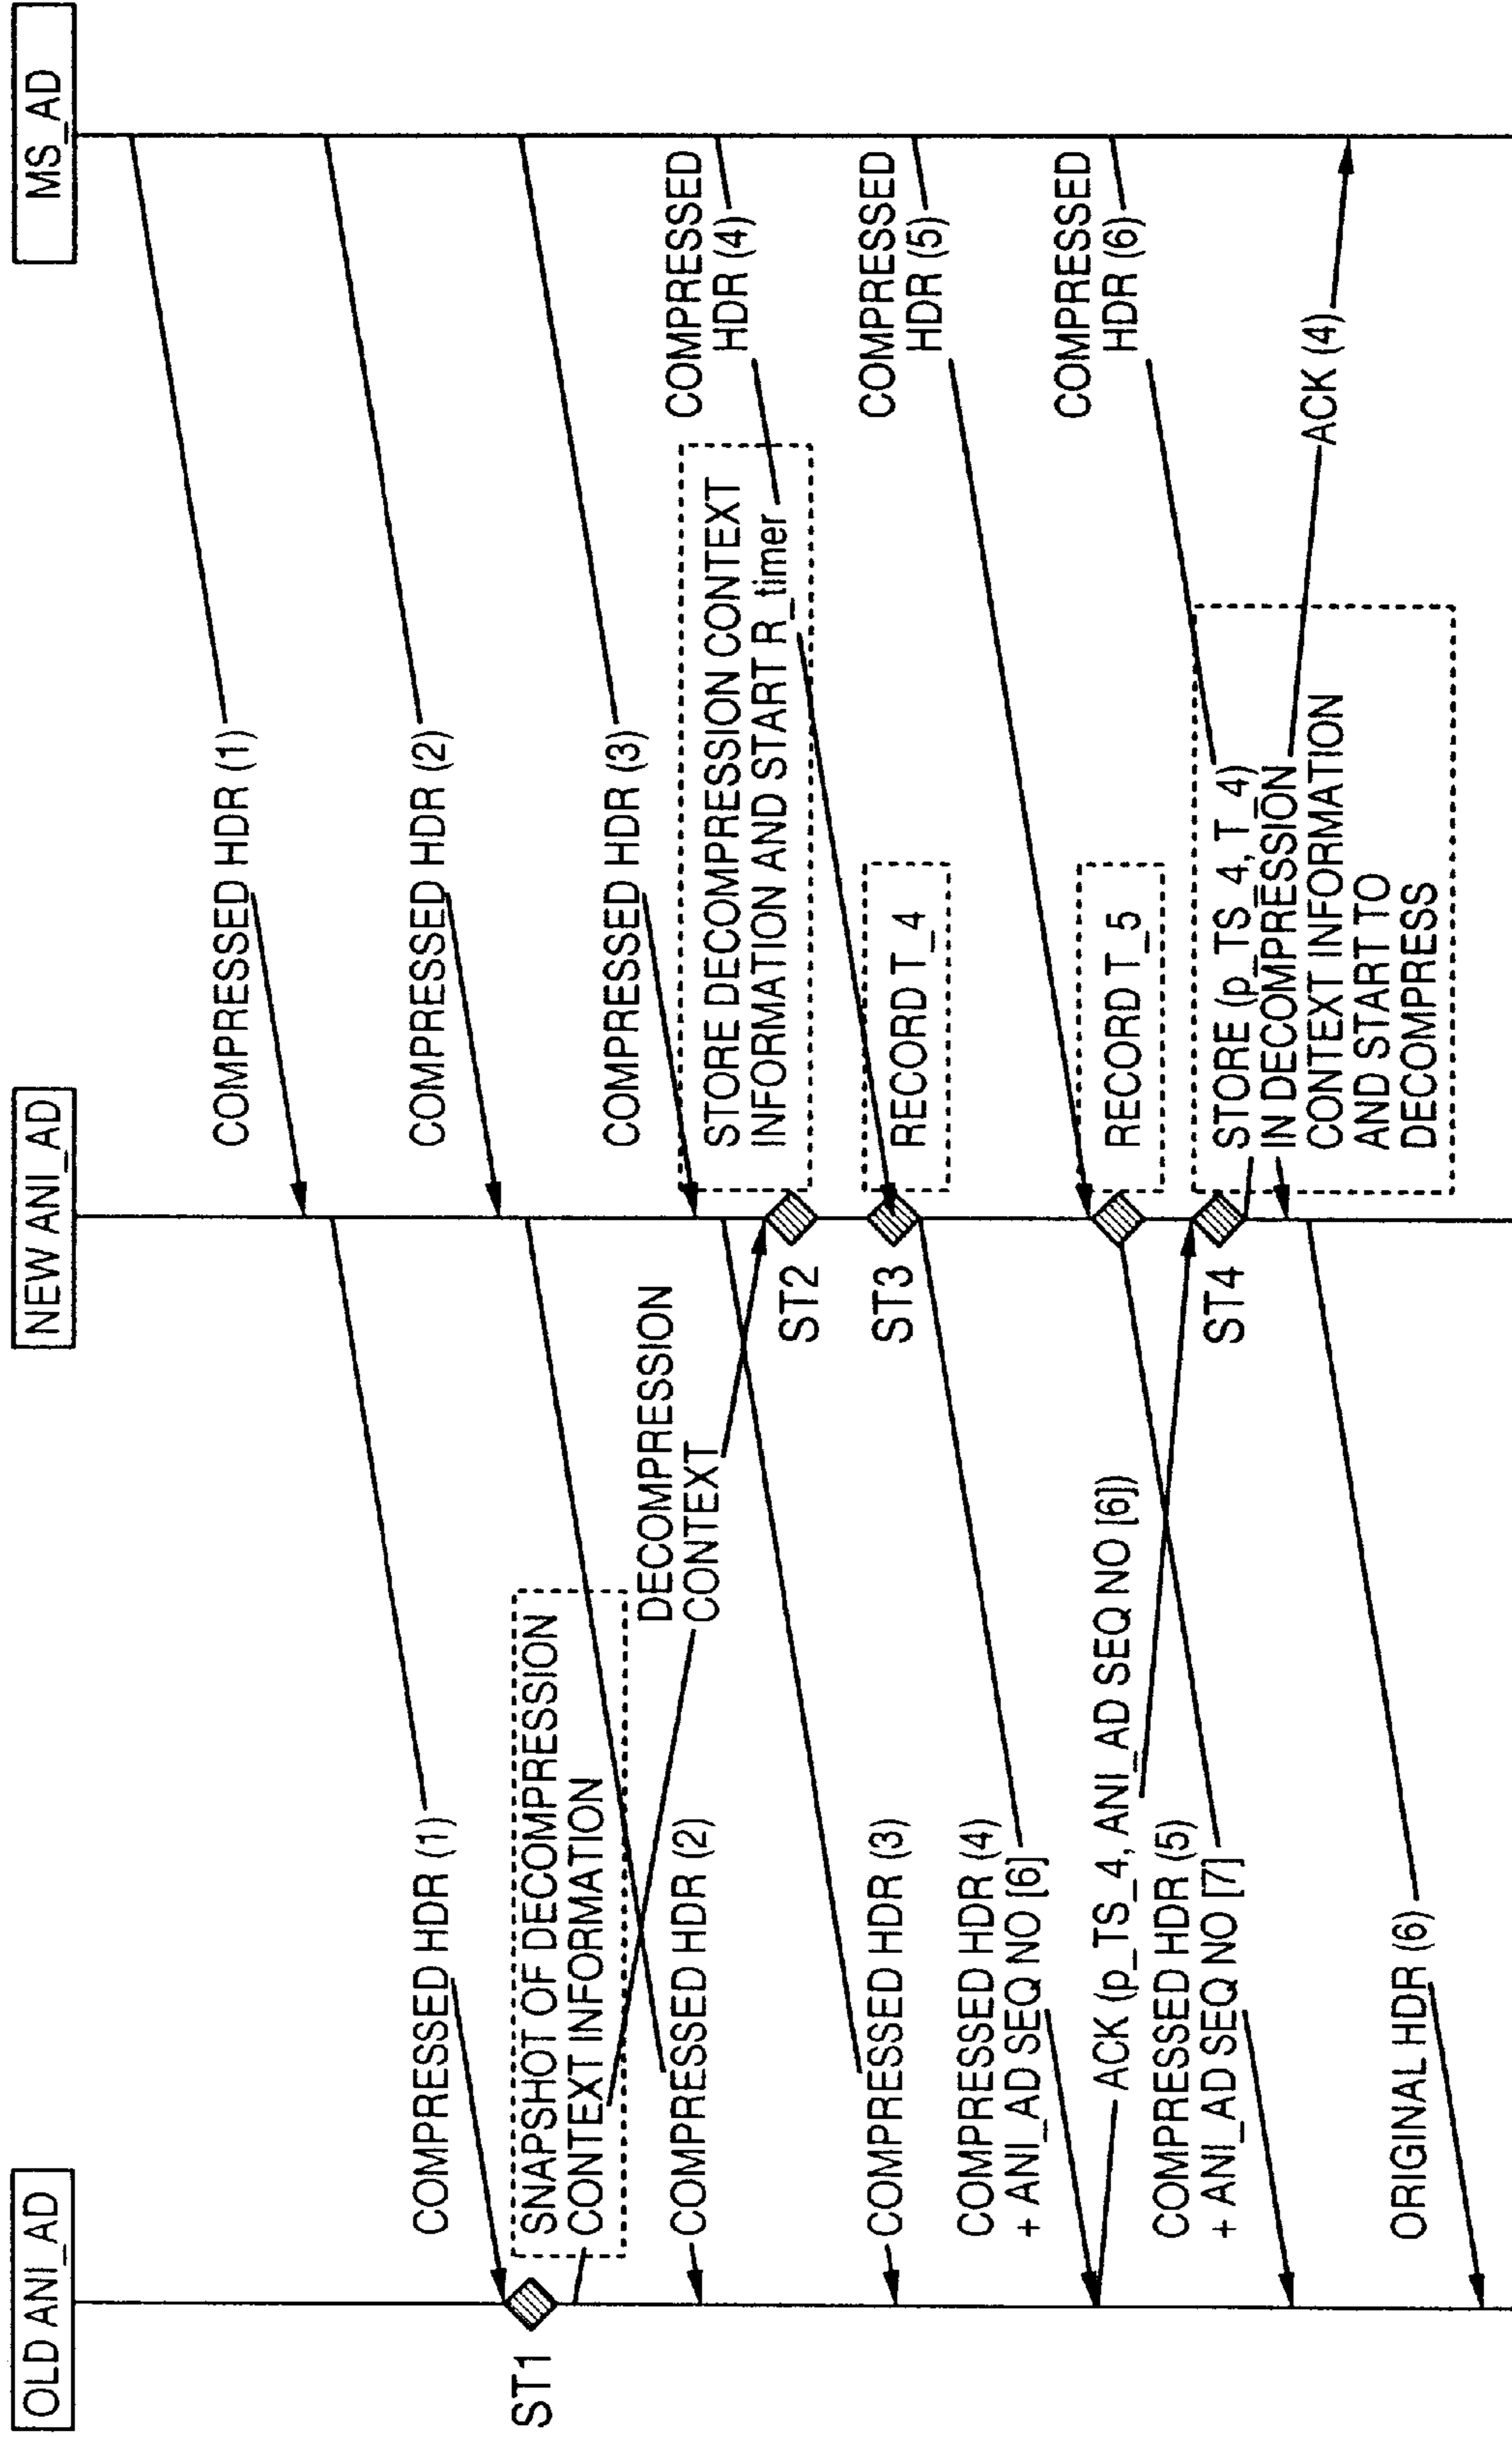 OLD ANI_AD
NEW ANI_AD
MS_AD
COMPRESSED HDR (1)
COMPRESSED HDR (1)
ST1
SNAPSHOT OF DECOMPRESSION
CONTEXT INFORMATION
COMPRESSED HDR (2)
DECOMPRESSION
CONTEXT
COMPRESSED HDR (2)
COMPRESSED HDR (3)
COMPRESSED HDR (3)
STORE DECOMPRESSION CONTEXT
INFORMATION AND START R_timer
ST2
COMPRESSED
HDR (4)
ST3
RECORD T_4
COMPRESSED HDR (4)
+ ANI_AD SEQ NO [6]
COMPRESSED
HDR (5)
ACK (p_TS_4, ANI_AD SEQ NO [6])
RECORD T_5
COMPRESSED HDR (5)
+ ANI_AD SEQ NO [7]
COMPRESSED
HDR (6)
ST4
STORE (p_TS_4, T_4)
IN DECOMPRESSION
CONTEXT INFORMATION
AND START TO
DECOMPRESS
ACK (4)
ORIGINAL HDR (6)